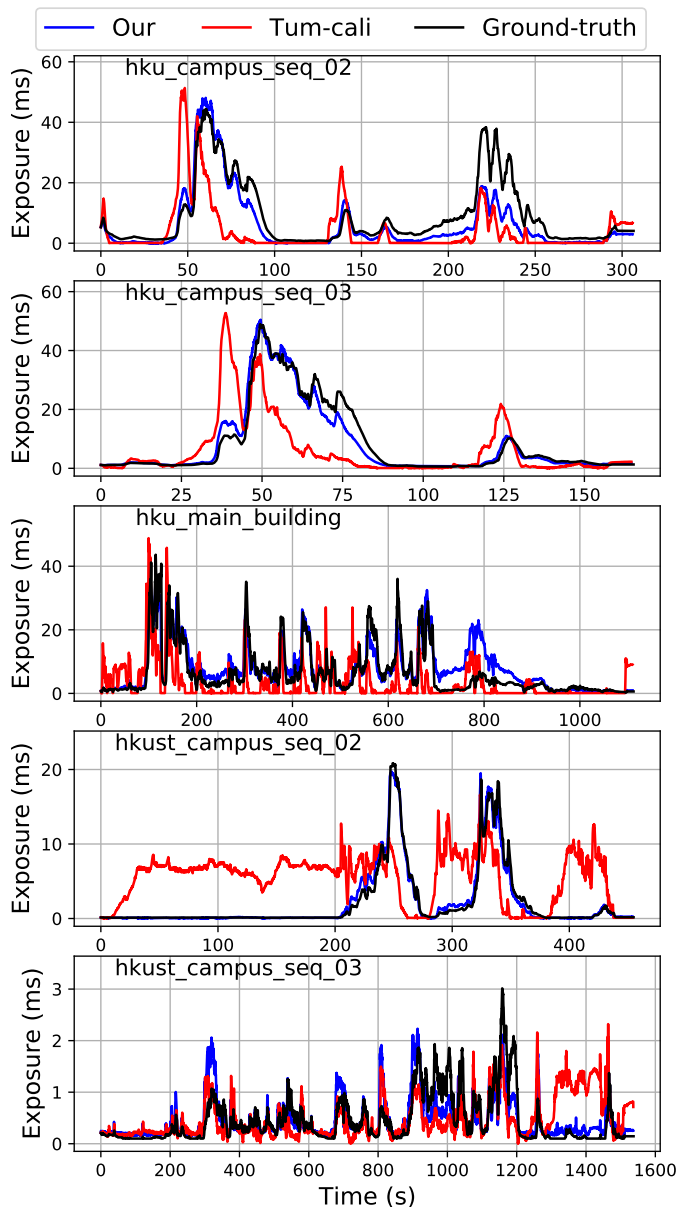 Our Tum-cali Ground-truth
hku_campus_seq_02
Exposure (ms)
60
40
20
0
0 50 100 150 200 250 300
hku_campus_seq_03
Exposure (ms)
60
40
20
0
0 25 50 75 100 125 150
hku_main_building
Exposure (ms)
40
20
0
0 200 400 600 800 1000
hkust_campus_seq_02
Exposure (ms)
20
10
0
0 100 200 300 400
hkust_campus_seq_03
Exposure (ms)
3
2
1
0
0 200 400 600 800 1000 1200 1400 1600
Time (s)